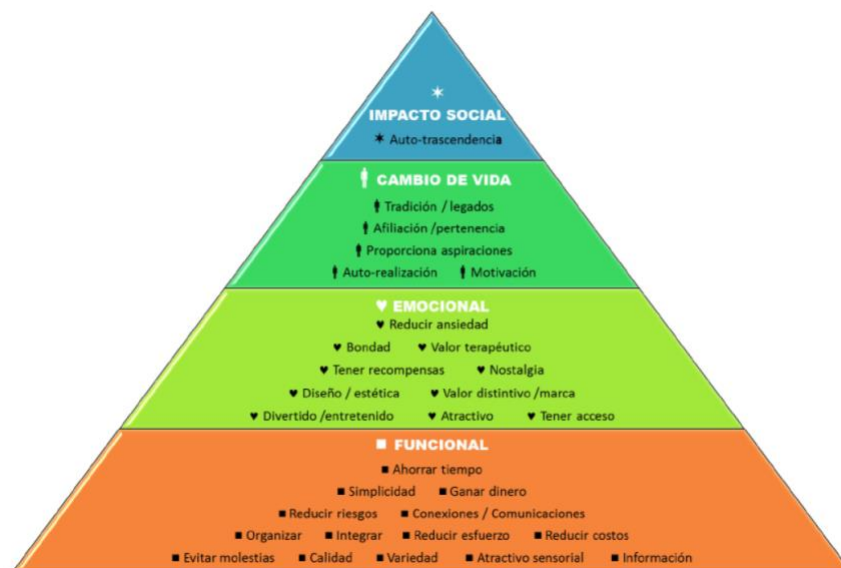 IMPACTO SOCIAL
Auto-trascendencia
CAMBIO DE VIDA
Tradición / legados
Afiliación /pertenencia
Proporciona aspiraciones
Auto-realización Motivación
EMOCIONAL
Reducir ansiedad
Bondad Valor terapéutico
Tener recompensas Nostalgia
Diseño / estética Valor distintivo /marca
Divertido /entretenido Atractivo Tener acceso
FUNCIONAL
Ahorrar tiempo
Simplicidad Ganar dinero
Reducir riesgos Conexiones / Comunicaciones
Organizar Integrar Reducir esfuerzo Reducir costos
Evitar molestias Calidad Variedad Atractivo sensorial Información